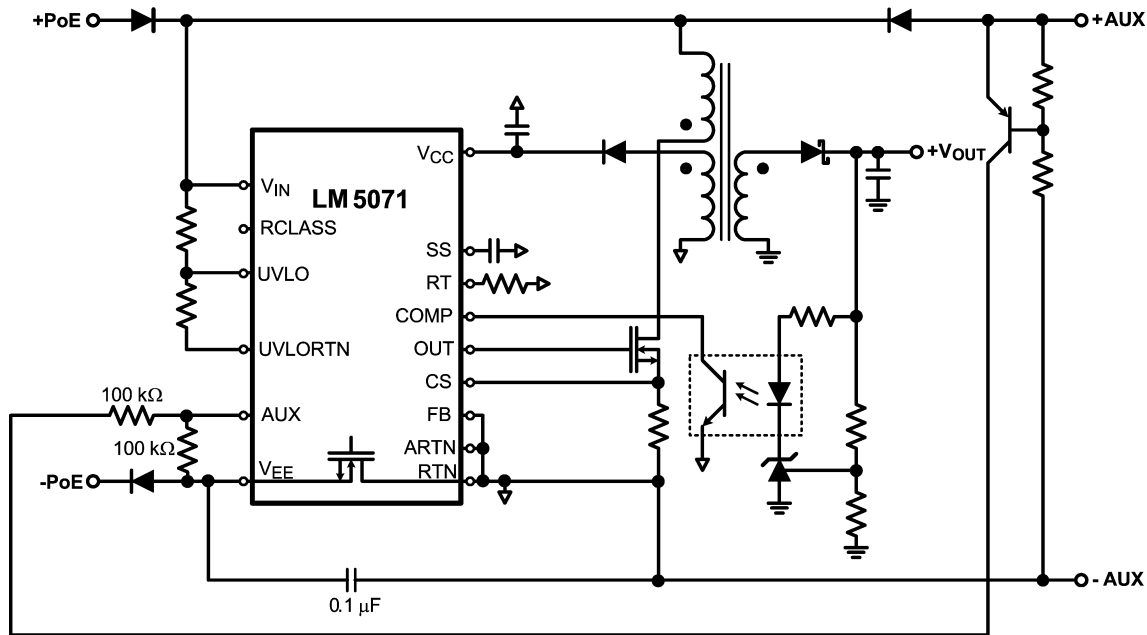 +PoE
+AUX
VCC
+VOUT
LM5071
VIN
RCLASS
SS
UVLO
RT
COMP
UVLORTN
OUT
CS
100 kΩ
AUX
FB
100 kΩ
ARTN
-PoE
VEE
RTN
0.1 µF
- AUX